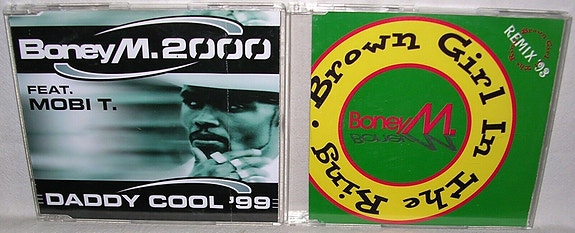 Boney M. 2000
FEAT.
MOBI T.
DADDY COOL '99
Brown Girl In The Ring.
Boney M.
REMIX '98